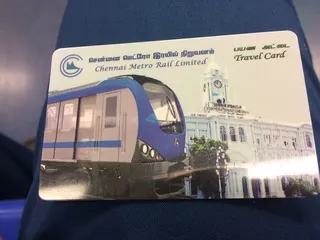 சென்னை மெட்ரோ இரயில் நிறுவனம்
Chennai Metro Rail Limited
பயண அட்டை
Travel Card